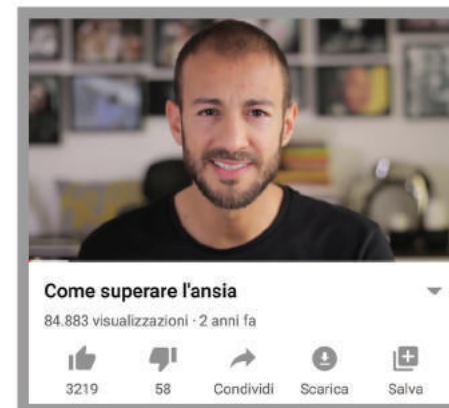 Come superare l'ansia
84.883 visualizzazioni · 2 anni fa
3219 58 Condividi Scarica Salva